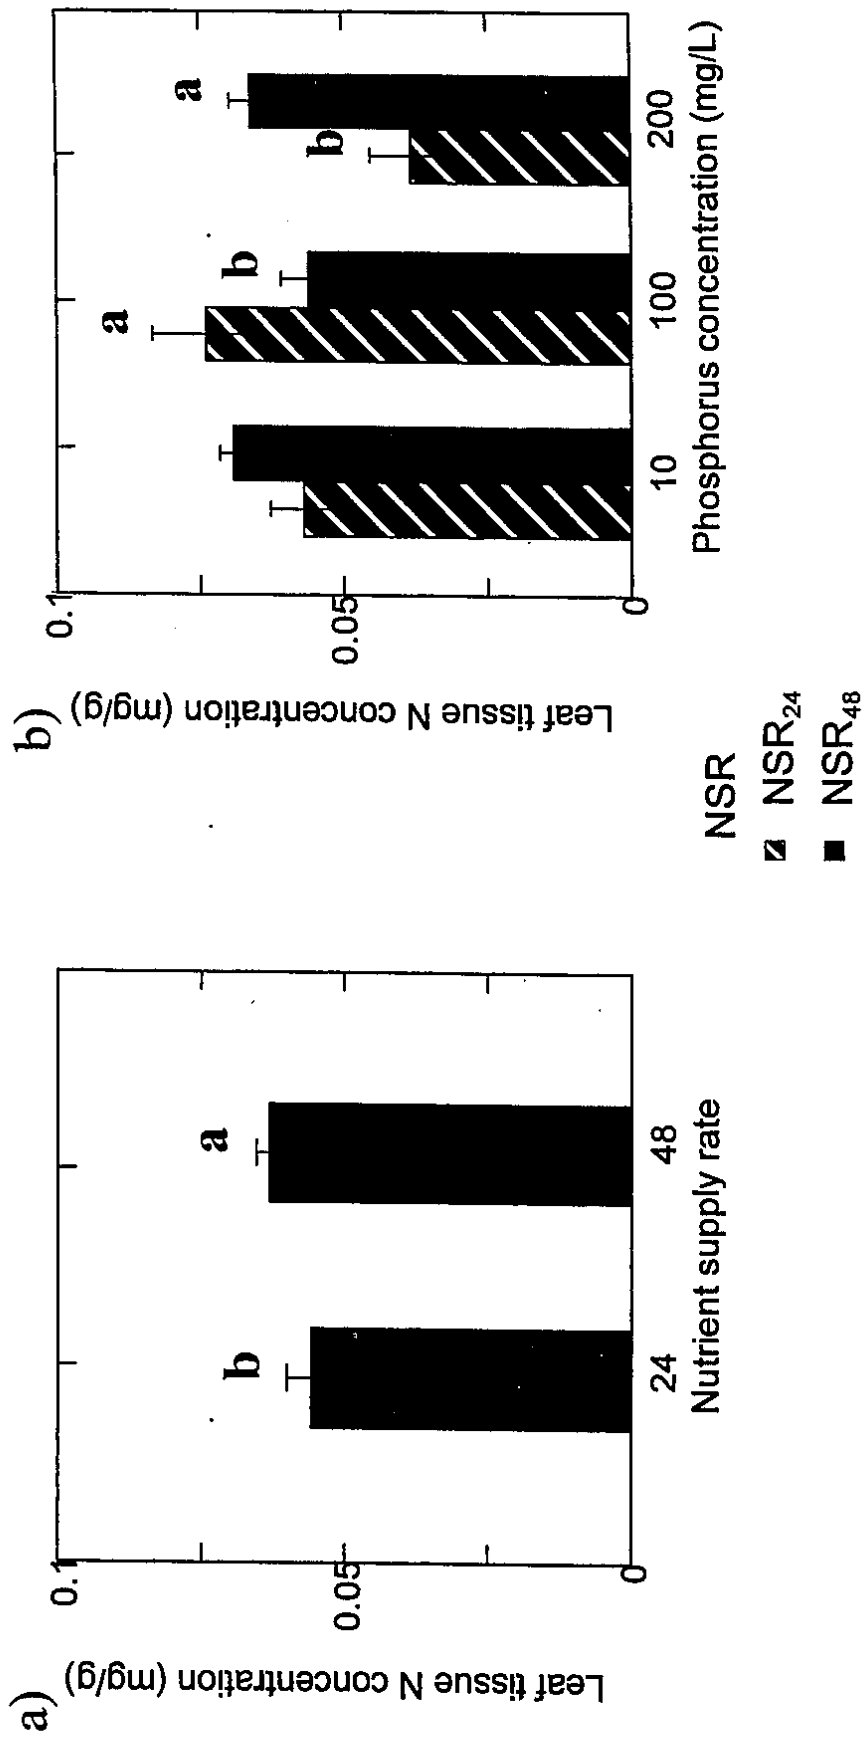 a)
Leaf tissue N concentration (mg/g)
0.1
0.05
0
b
a
24
48
Nutrient supply rate
b)
Leaf tissue N concentration (mg/g)
0.1
0.05
0
a
b
b
a
10
100
200
Phosphorus concentration (mg/L)
NSR
NSR₂₄
NSR₄₈